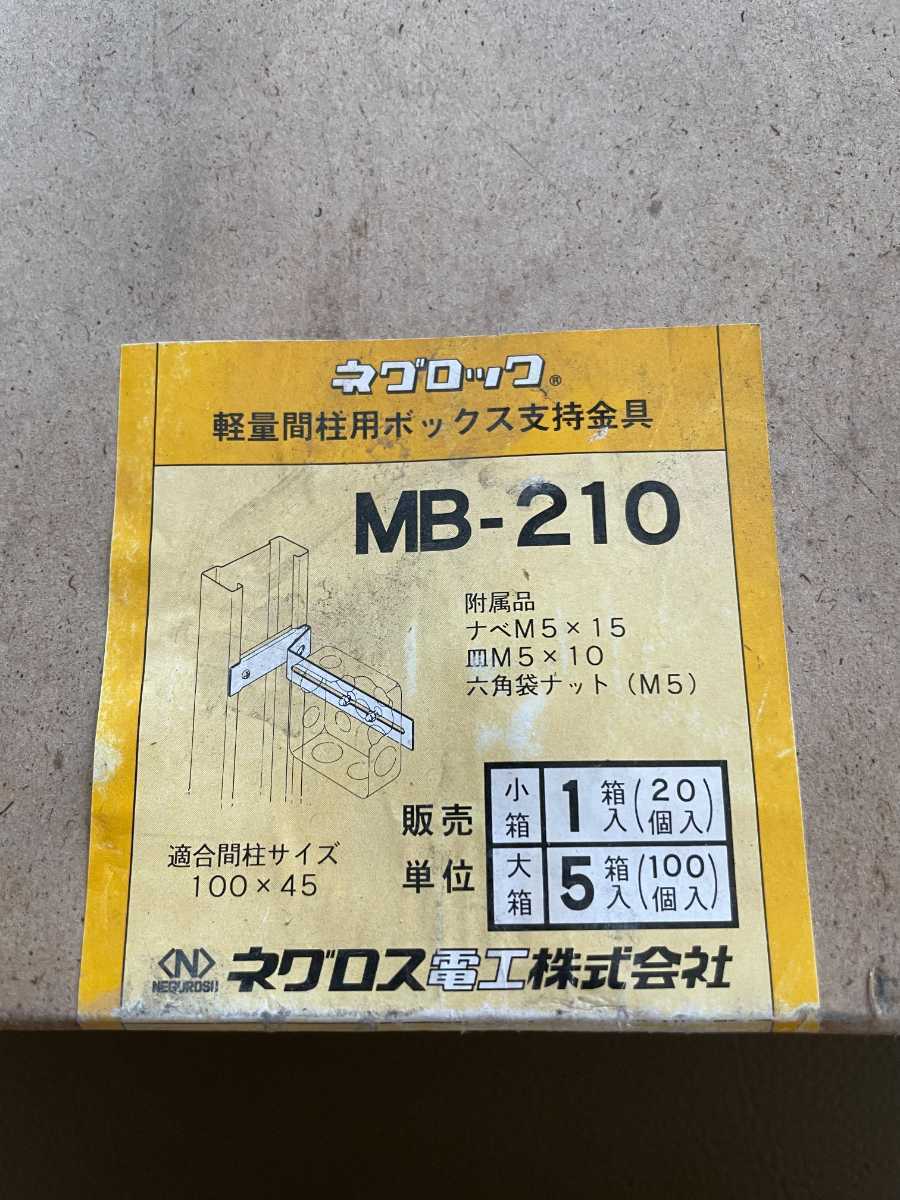 ネグロック®
軽量間柱用ボックス支持金具
MB-210
附属品
ナベM5×15
皿M5×10
六角袋ナット(M5)
適合間柱サイズ
100×45
販売単位
小箱 1箱入(20個入)
大箱 5箱入(100個入)
N
NEGUROSU
ネグロス電工株式会社